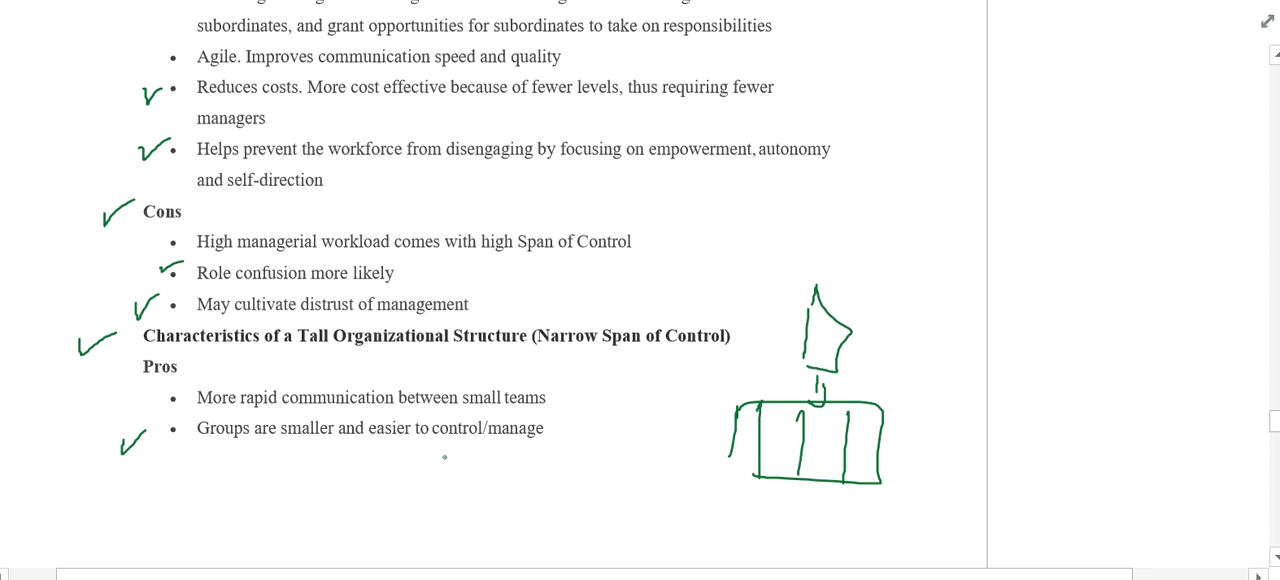 subordinates, and grant opportunities for subordinates to take on responsibilities
• Agile. Improves communication speed and quality
• Reduces costs. More cost effective because of fewer levels, thus requiring fewer
managers
• Helps prevent the workforce from disengaging by focusing on empowerment, autonomy
and self-direction
Cons
• High managerial workload comes with high Span of Control
• Role confusion more likely
• May cultivate distrust of management
Characteristics of a Tall Organizational Structure (Narrow Span of Control)
Pros
• More rapid communication between small teams
• Groups are smaller and easier to control/manage